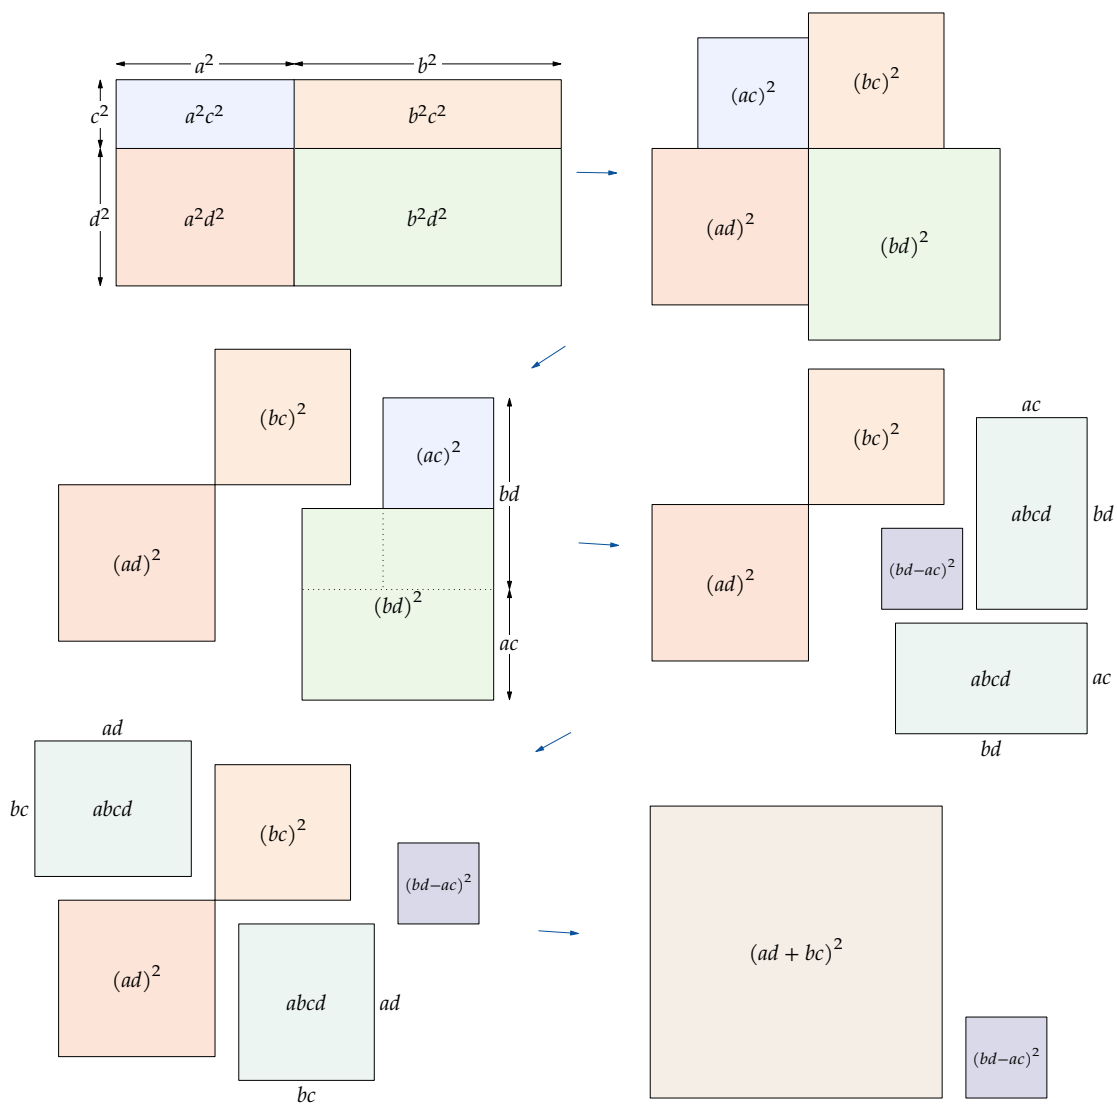 a² b²
c² a²c² b²c²
d² a²d² b²d²
(ac)² (bc)²
(ad)² (bd)²
(bc)²
(ac)²
bd
(ad)²
(bd)²
ac
ac
(bc)²
abcd bd
(bd−ac)²
(ad)²
abcd ac
bd
ad
bc abcd
(bc)²
(bd−ac)²
(ad)²
abcd ad
bc
(ad + bc)²
(bd−ac)²